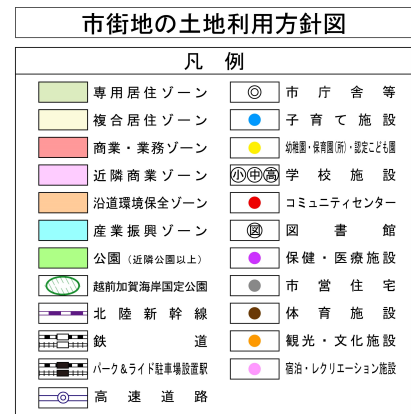 市街地の土地利用方針図
凡例
専用居住ゾーン
複合居住ゾーン
商業・業務ゾーン
近隣商業ゾーン
沿道環境保全ゾーン
産業振興ゾーン
公園（近隣公園以上）
越前加賀海岸国定公園
北陸新幹線
鉄道
パーク＆ライド駐車場設置駅
高速道路
◎ 市庁舎等
子育て施設
幼稚園・保育園(所)・認定こども園
小中高 学校施設
コミュニティセンター
図 図書館
保健・医療施設
市営住宅
体育施設
観光・文化施設
宿泊・レクリエーション施設